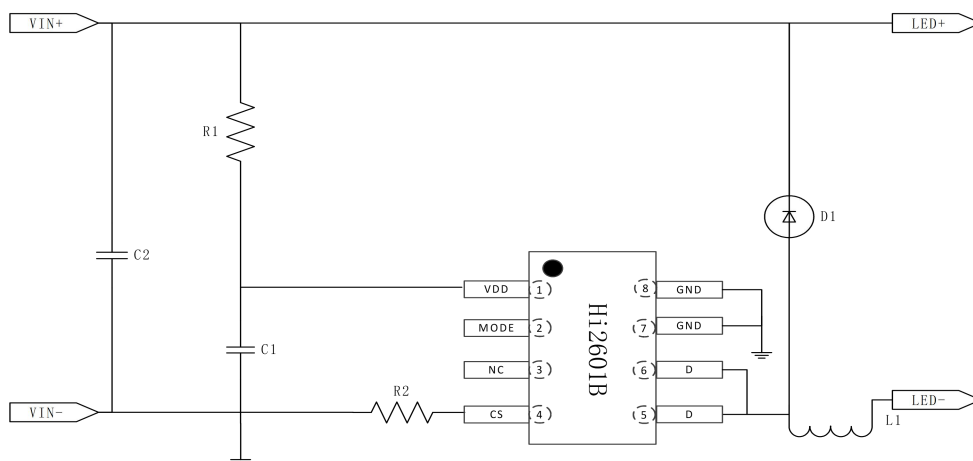 VIN+
LED+
R1
D1
C2
VDD 1
8 GND
MODE 2
7 GND
Hi2601B
C1
NC 3
6 D
R2
VIN-
CS 4
5 D
LED-
L1